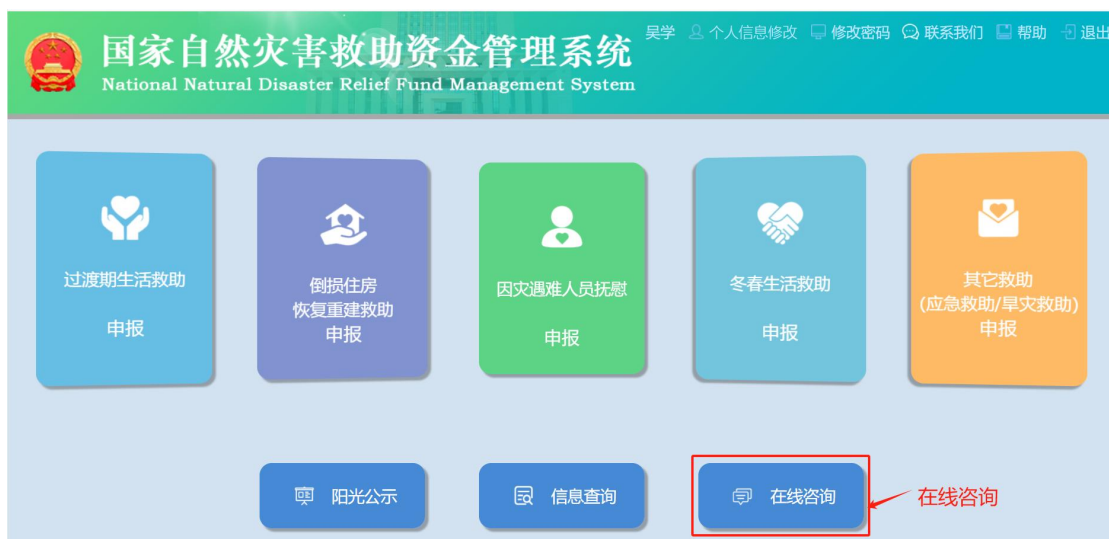 吴学 个人信息修改 修改密码 联系我们 帮助 退出
国家自然灾害救助资金管理系统
National Natural Disaster Relief Fund Management System
过渡期生活救助
申报
倒损住房
恢复重建救助
申报
因灾遇难人员抚慰
申报
冬春生活救助
申报
其它救助
(应急救助/旱灾救助)
申报
阳光公示
信息查询
在线咨询
在线咨询